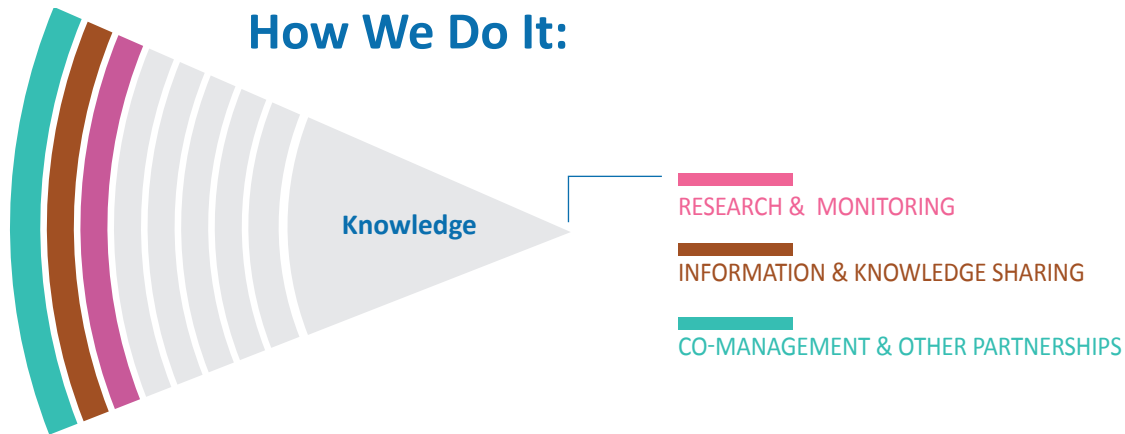 How We Do It:
Knowledge
RESEARCH & MONITORING
INFORMATION & KNOWLEDGE SHARING
CO-MANAGEMENT & OTHER PARTNERSHIPS